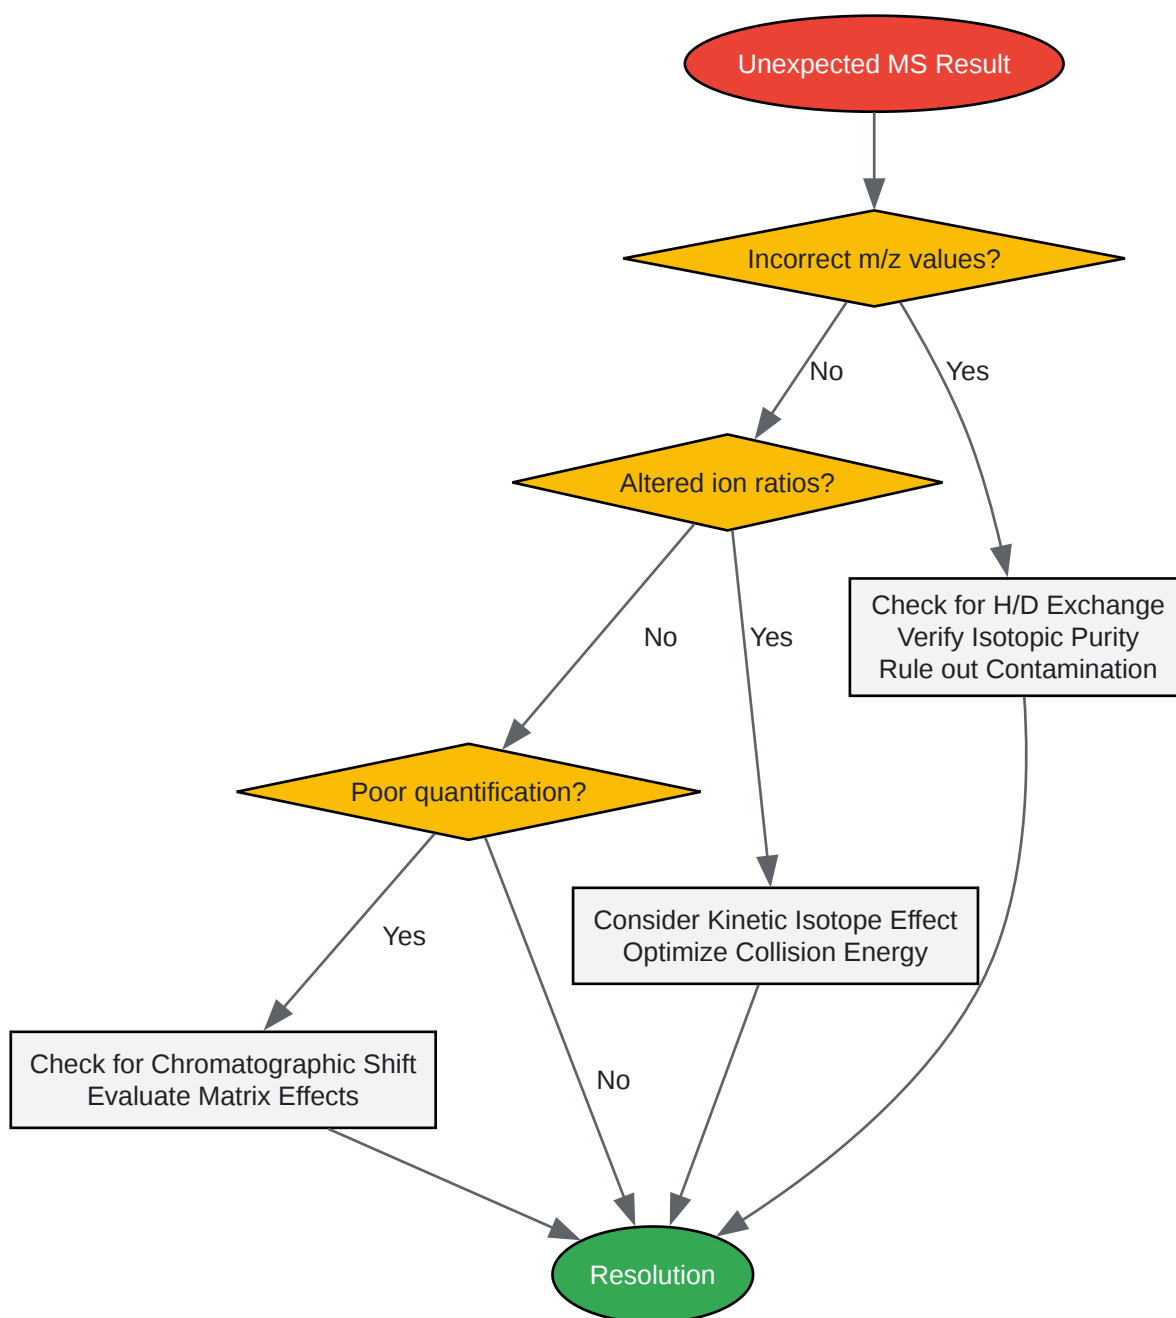 Unexpected MS Result
Incorrect m/z values?
No
Yes
Altered ion ratios?
Check for H/D Exchange
Verify Isotopic Purity
Rule out Contamination
No
Yes
Poor quantification?
Consider Kinetic Isotope Effect
Optimize Collision Energy
Yes
Check for Chromatographic Shift
Evaluate Matrix Effects
No
Resolution